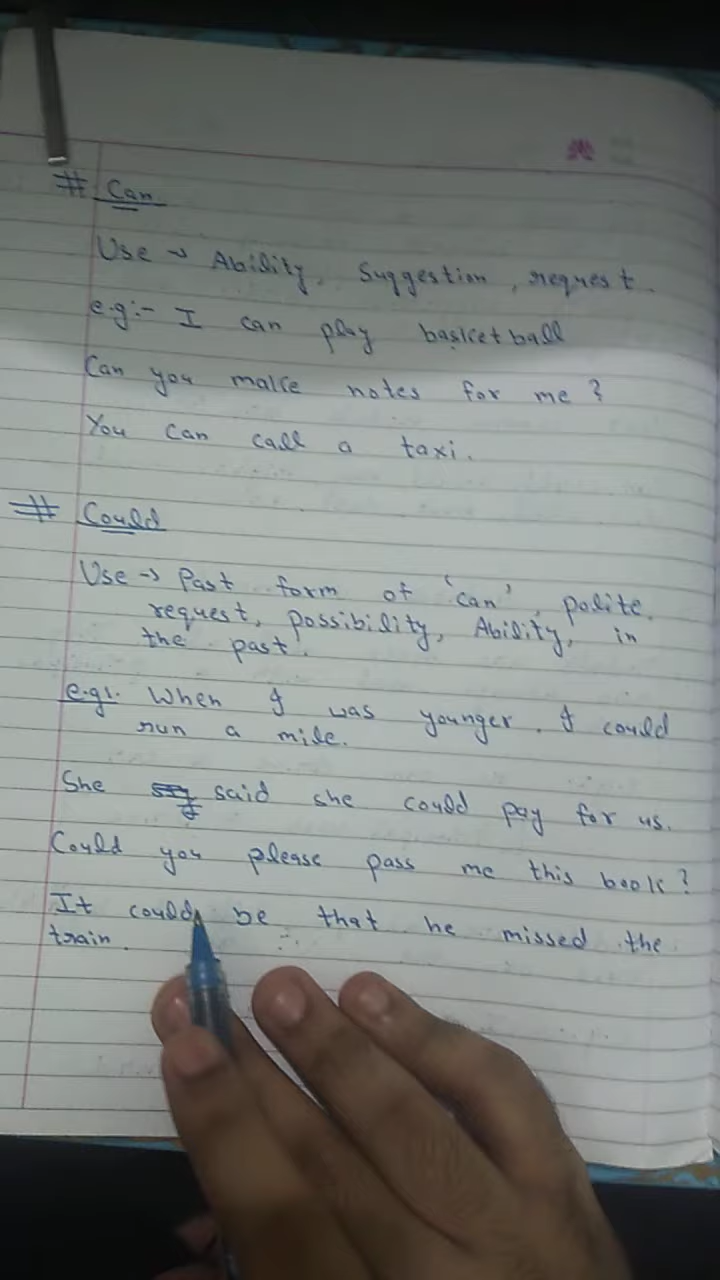 # Can
Use → Ability, Suggestion, request.
e.g:- I can play basketball
Can you make notes for me?
You can call a taxi.
# Could
Use → Past form of 'can', polite
request, possibility, Ability, in
the past.
e.g:. When I was younger, I could
run a mile.
She said she could pay for us.
Could you please pass me this book?
It could be that he missed the
train.